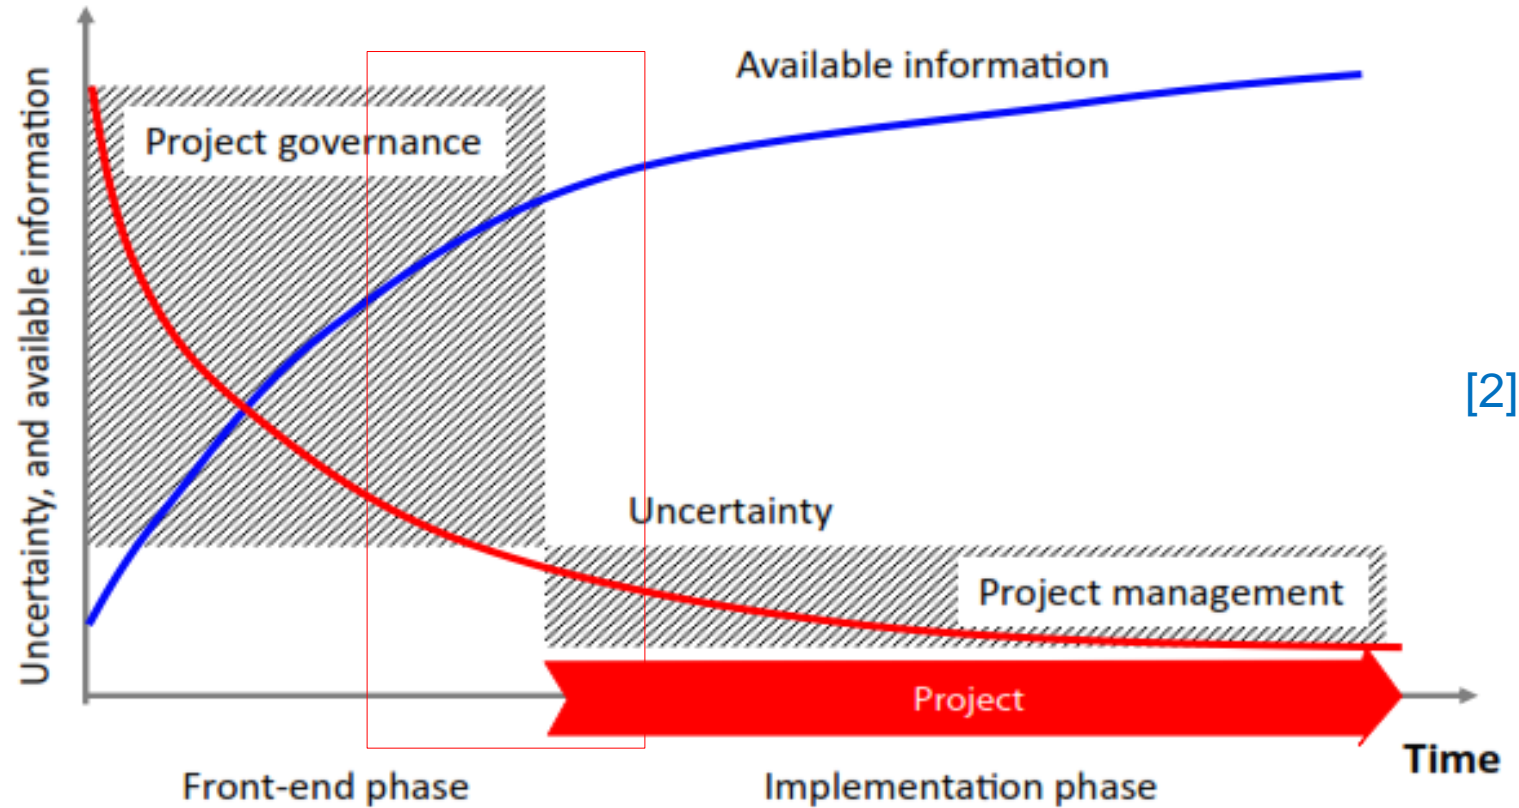 Available information
Project governance
Uncertainty, and available information
[2]
Uncertainty
Project management
Project
Time
Front-end phase
Implementation phase